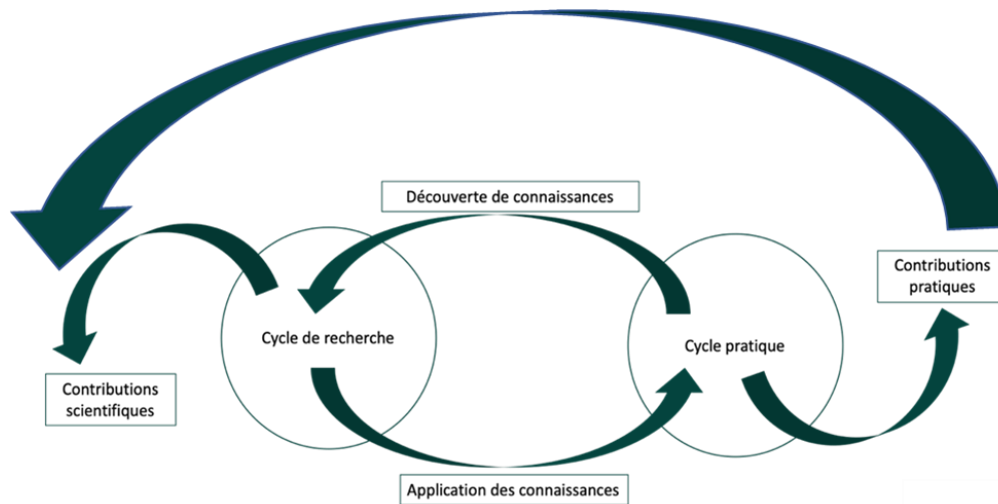 Découverte de connaissances
Contributions
pratiques
Cycle de recherche
Cycle pratique
Contributions
scientifiques
Application des connaissances